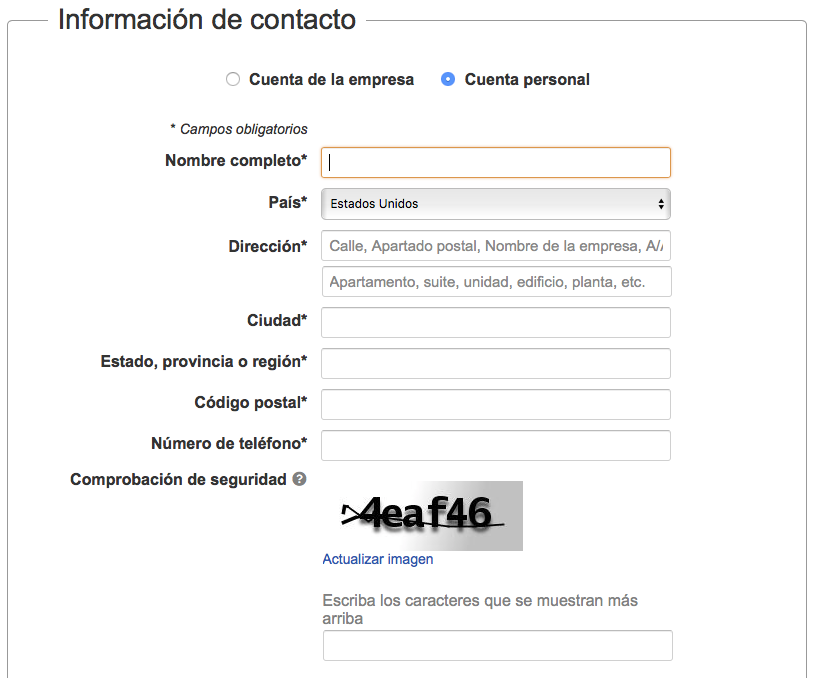 Información de contacto
Cuenta de la empresa
Cuenta personal
* Campos obligatorios
Nombre completo*
País*
Estados Unidos
Dirección*
Calle, Apartado postal, Nombre de la empresa, A/A
Apartamento, suite, unidad, edificio, planta, etc.
Ciudad*
Estado, provincia o región*
Código postal*
Número de teléfono*
Comprobación de seguridad ?
4eaf46
Actualizar imagen
Escriba los caracteres que se muestran más
arriba